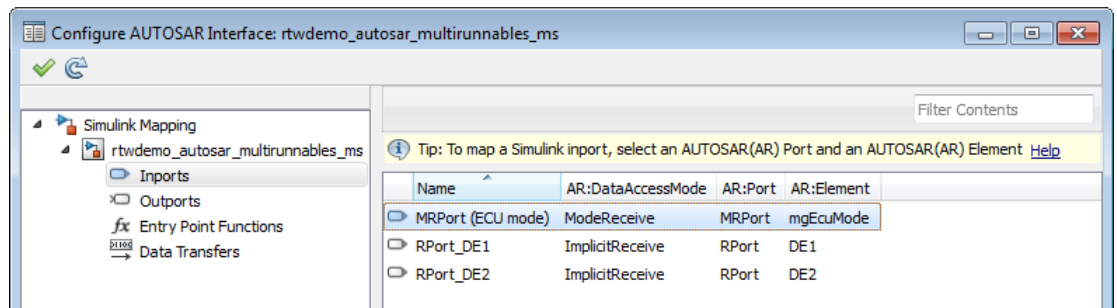 Configure AUTOSAR Interface: rtwdemo_autosar_multirunnables_ms
Filter Contents
Simulink Mapping
rtwdemo_autosar_multirunnables_ms
Inports
Outports
fx Entry Point Functions
Data Transfers
Tip: To map a Simulink inport, select an AUTOSAR(AR) Port and an AUTOSAR(AR) Element Help
Name AR:DataAccessMode AR:Port AR:Element
MRPort (ECU mode) ModeReceive MRPort mgEcuMode
RPort_DE1 ImplicitReceive RPort DE1
RPort_DE2 ImplicitReceive RPort DE2